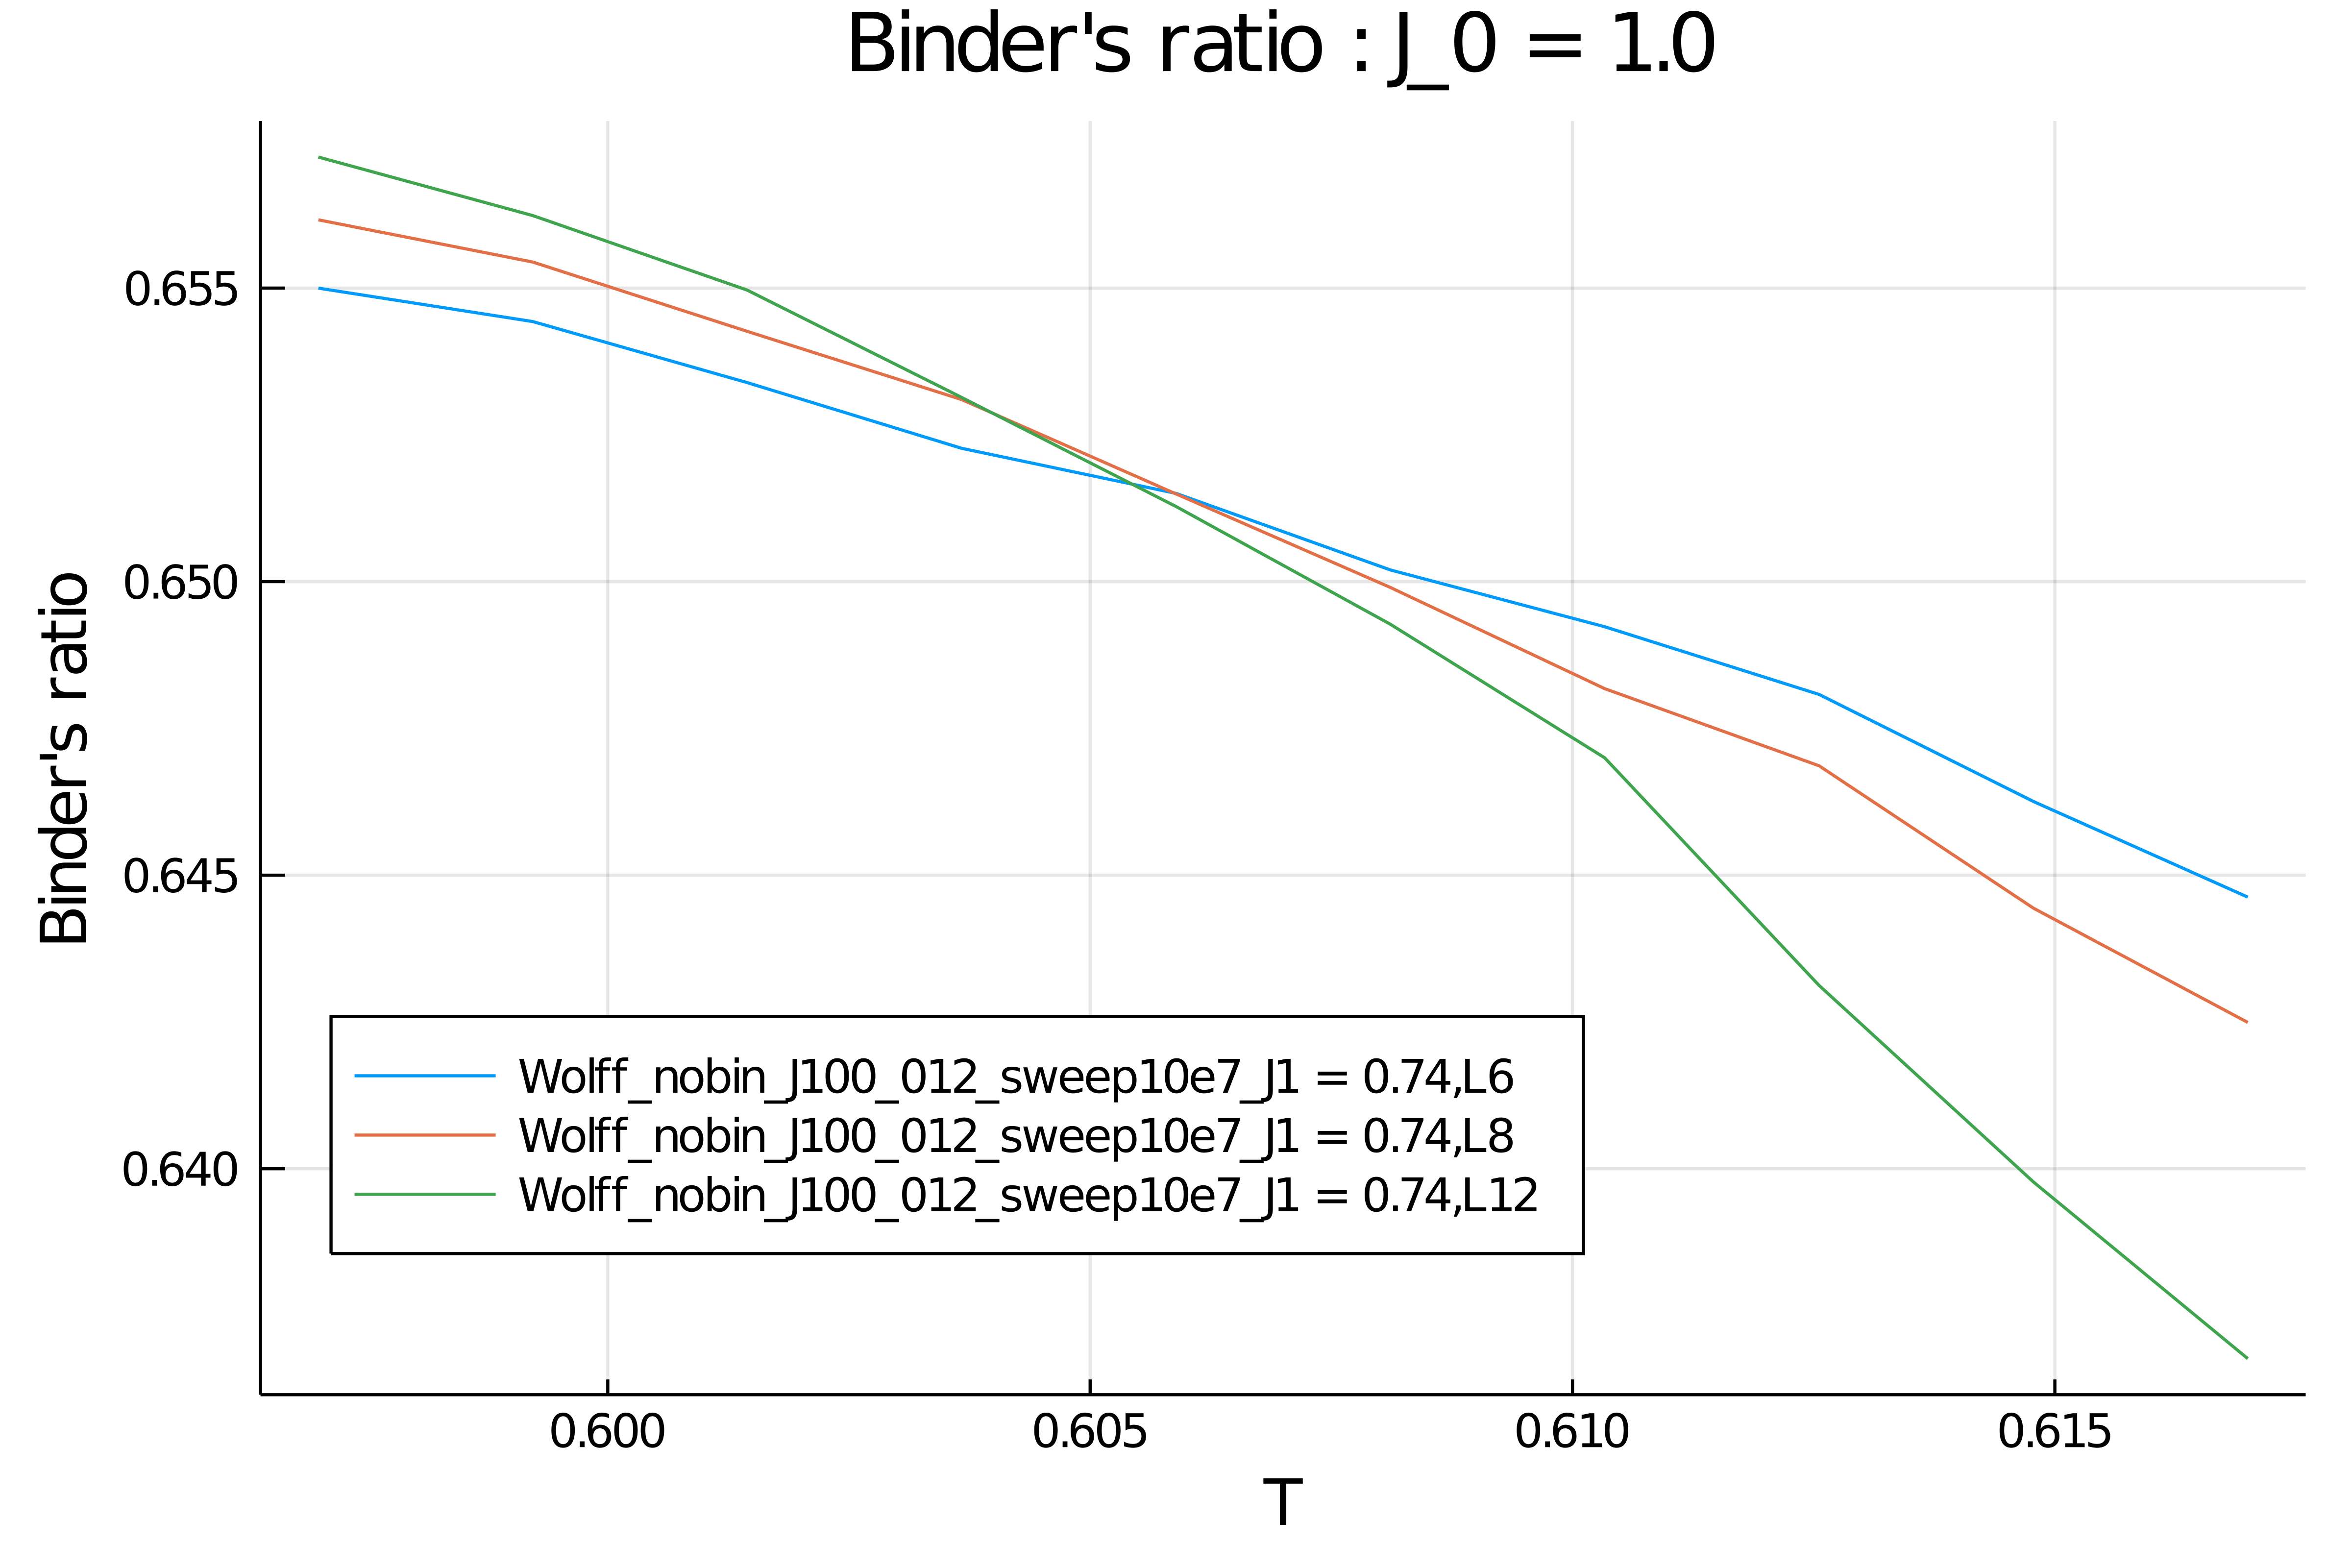 Binder's ratio : J_0 = 1.0
Binder's ratio
0.655
0.650
0.645
0.640
Wolff_nobin_J100_012_sweep10e7_J1 = 0.74,L6
Wolff_nobin_J100_012_sweep10e7_J1 = 0.74,L8
Wolff_nobin_J100_012_sweep10e7_J1 = 0.74,L12
0.600 0.605 0.610 0.615
T